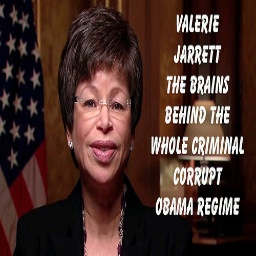 VALERIE
JARRETT
THE BRAINS
BEHIND THE
WHOLE CRIMINAL
CORRUPT
OBAMA REGIME